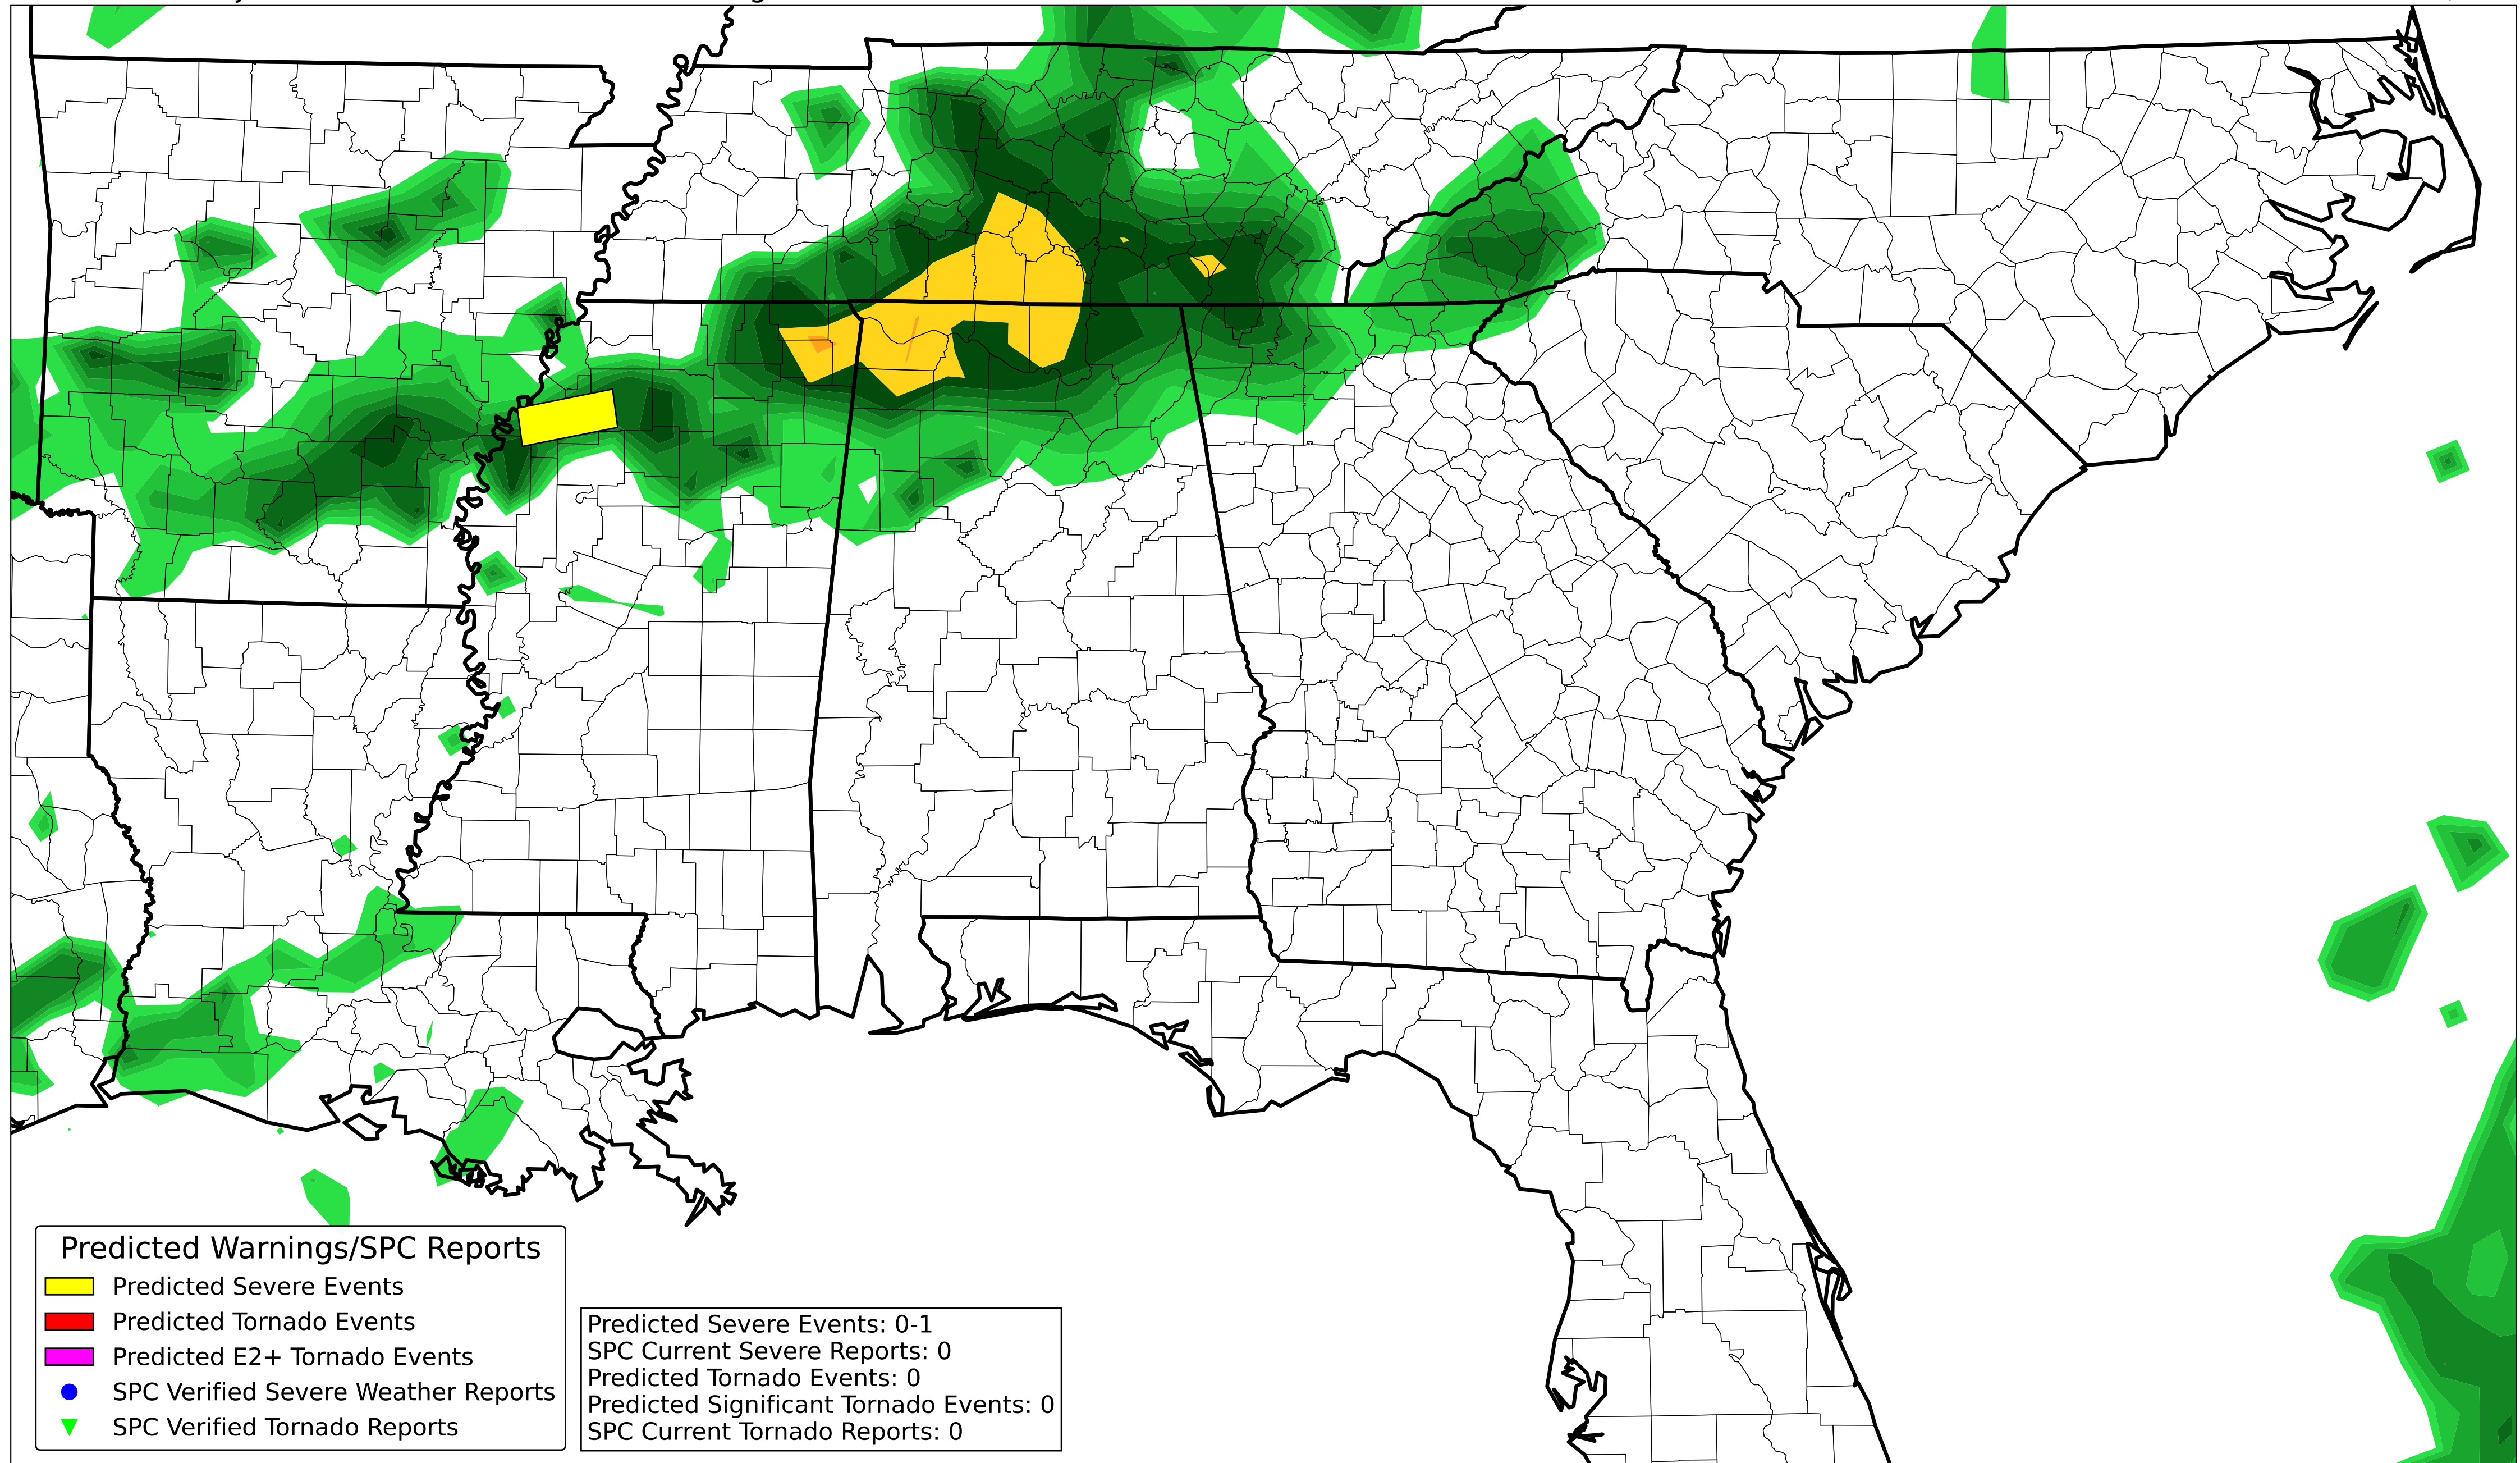 Predicted Warnings/SPC Reports
Predicted Severe Events
Predicted Tornado Events
Predicted E2+ Tornado Events
SPC Verified Severe Weather Reports
SPC Verified Tornado Reports
Predicted Severe Events: 0-1
SPC Current Severe Reports: 0
Predicted Tornado Events: 0
Predicted Significant Tornado Events: 0
SPC Current Tornado Reports: 0